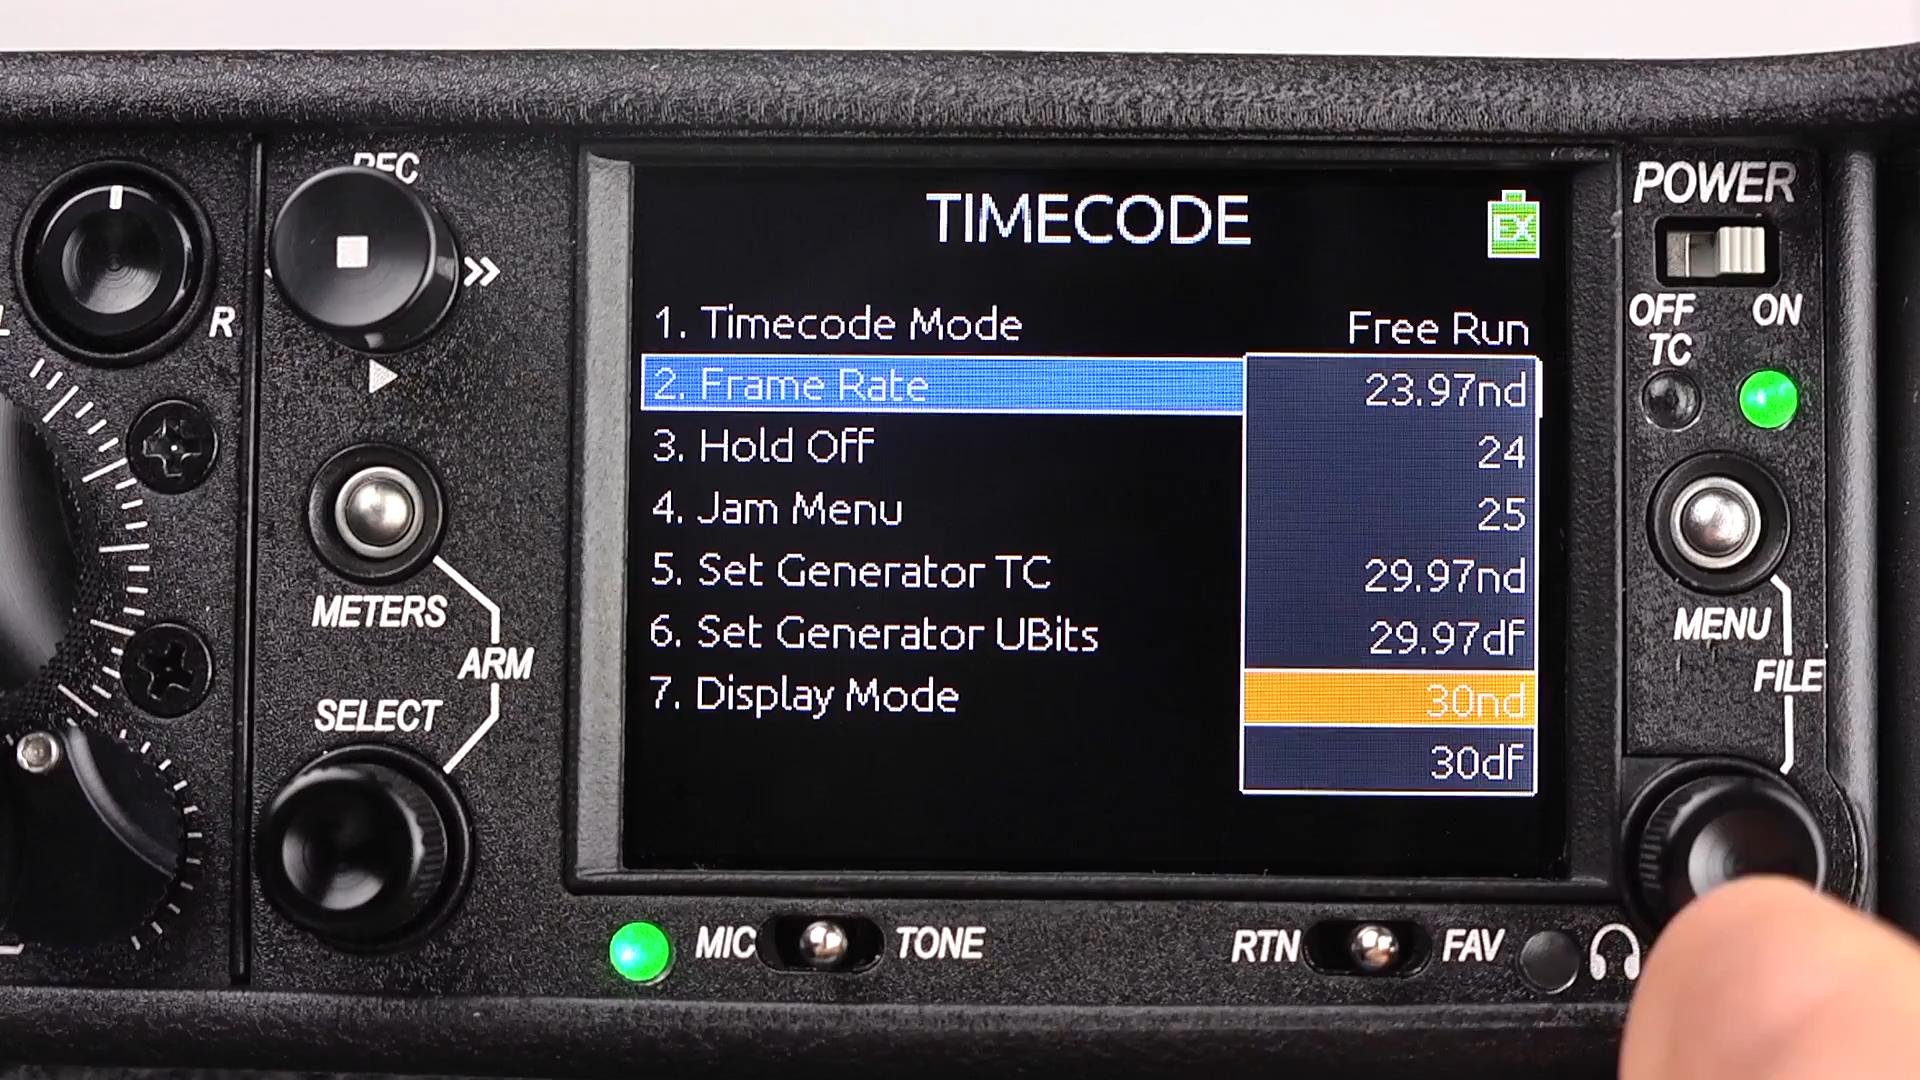 REC
POWER
TIMECODE
EX
R
OFF
ON
TC
1. Timecode Mode Free Run
2. Frame Rate 23.97nd
24
3. Hold Off
25
4. Jam Menu
29.97nd
5. Set Generator TC
29.97df
6. Set Generator UBits
30nd
7. Display Mode
30df
METERS
ARM
SELECT
MENU
FILE
MIC
TONE
RTN
FAV